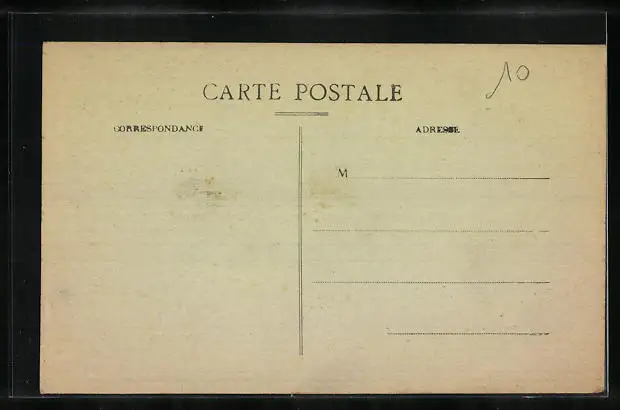 10
CARTE POSTALE
CORRESPONDANCE
ADRESSE
M